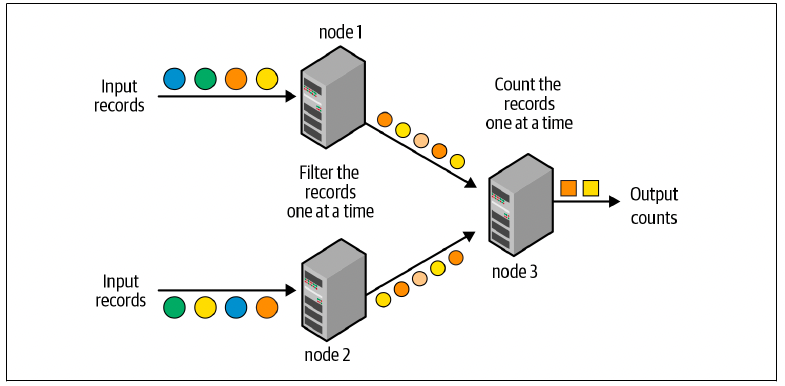 node 1
Input
records
Count the
records
one at a time
Filter the
records
one at a time
Output
counts
node 3
Input
records
node 2